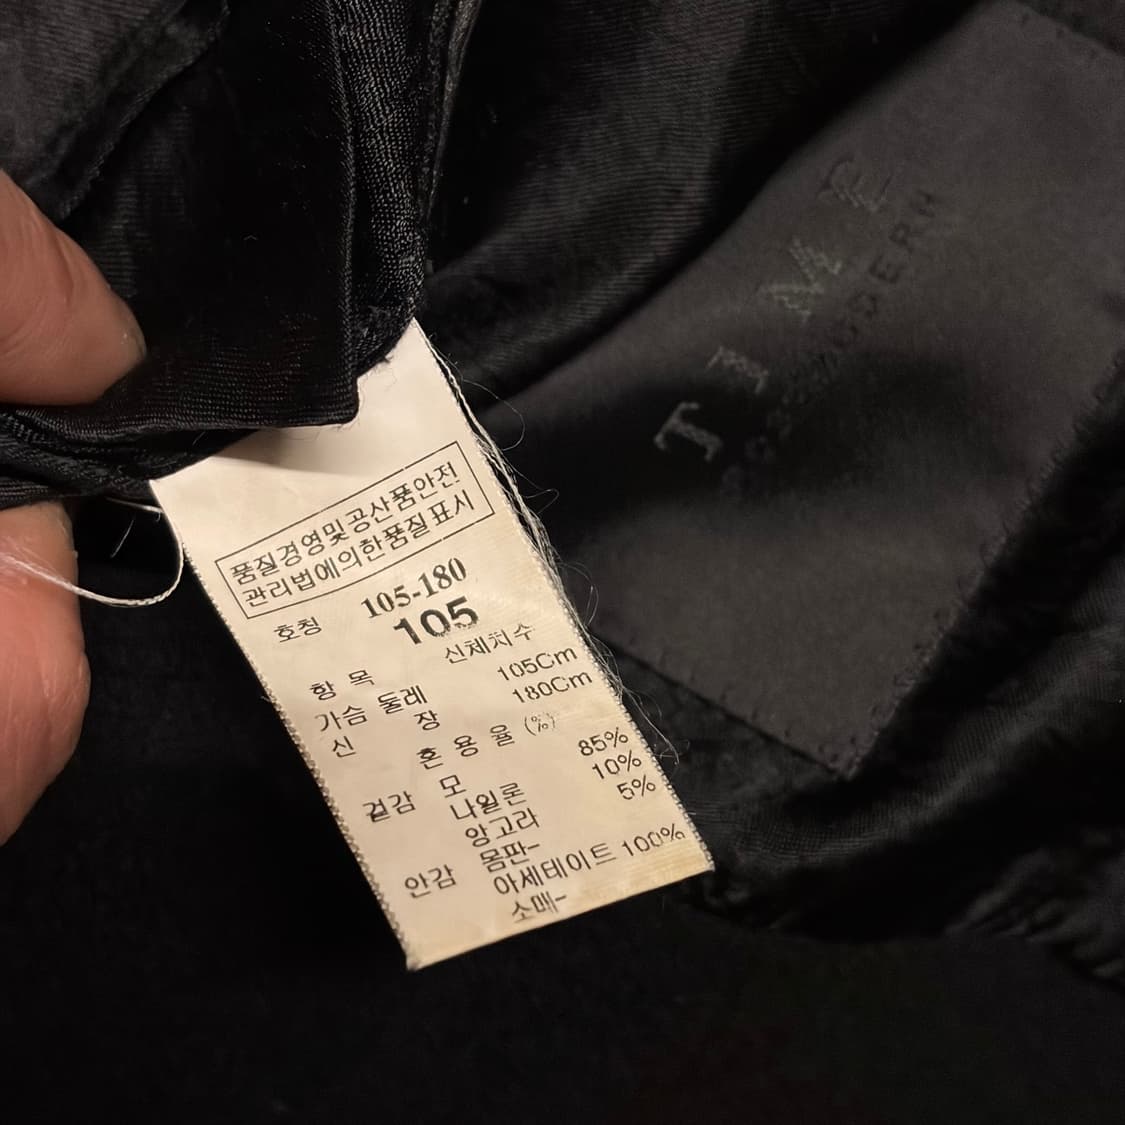 품질경영및공산품안전
관리법에의한품질표시
호칭 105-180
105
항목 신체치수
가슴 둘레 105Cm
신 장 180Cm
혼 용 율 (%)
겉감 모 85%
나일론 10%
앙고라 5%
안감 몸판-
아세테이트 100%
소매-
TIME